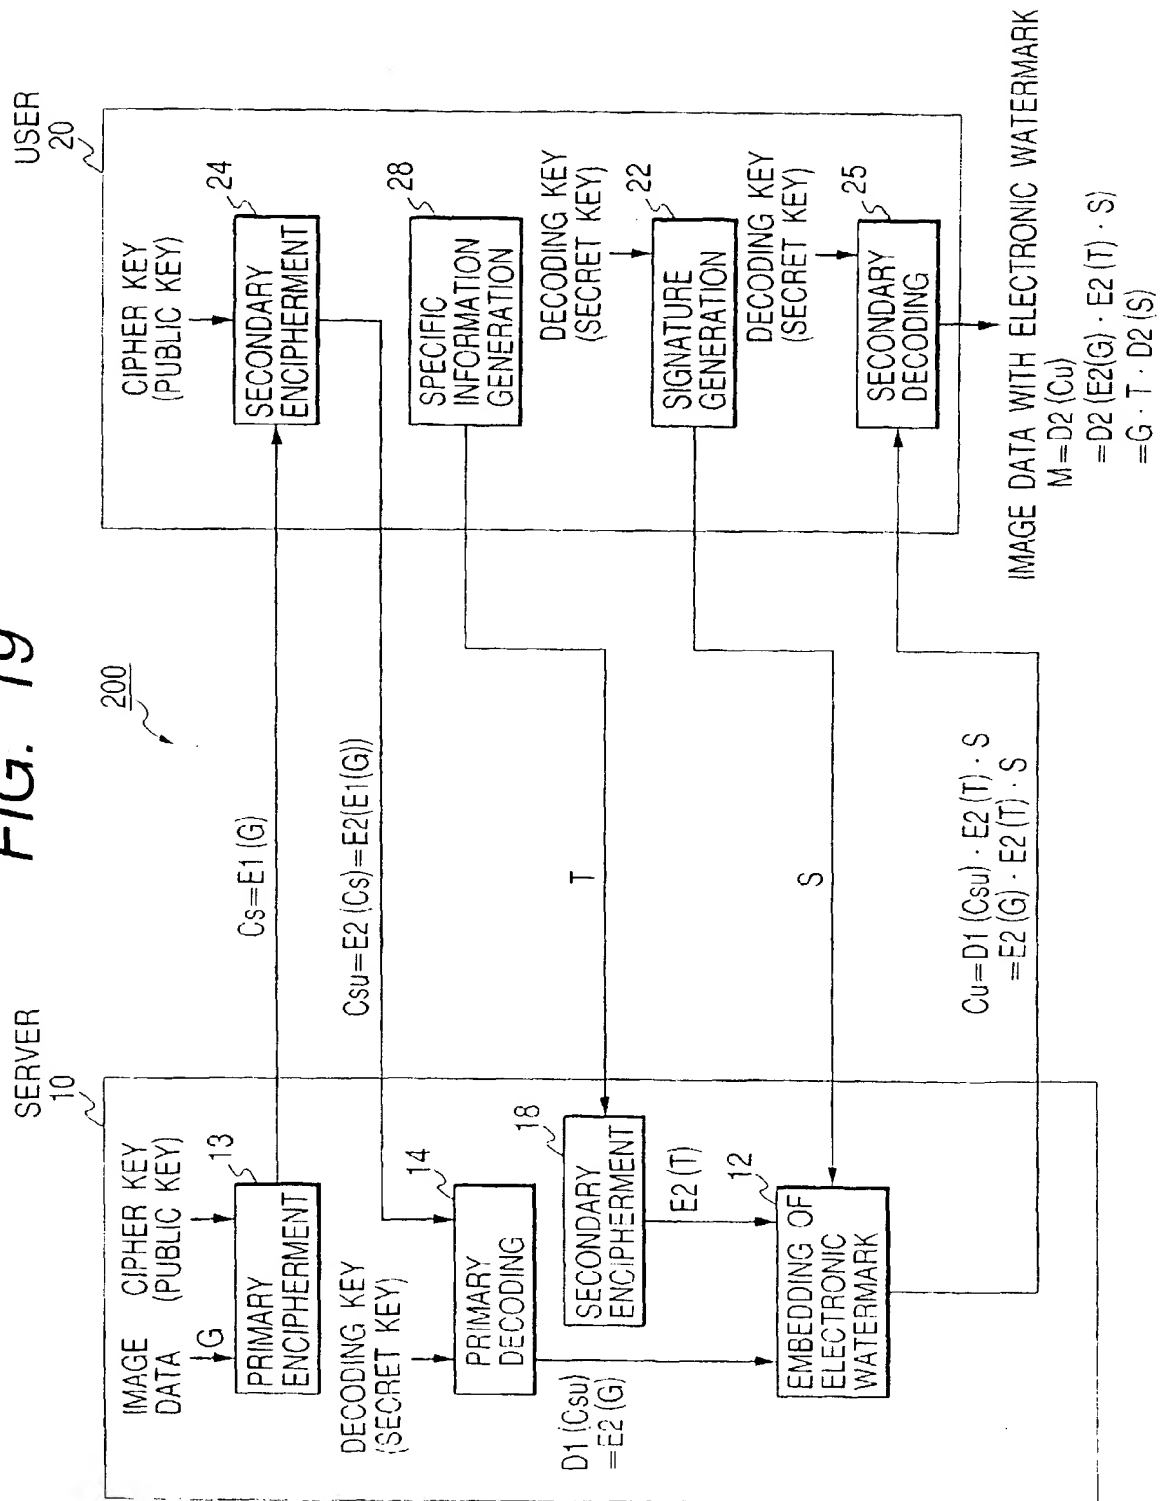 FIG. 19
200
SERVER
10
IMAGE
DATA
G
CIPHER KEY
(PUBLIC KEY)
13
PRIMARY
ENCIPHERMENT
DECODING KEY
(SECRET KEY)
14
PRIMARY
DECODING
D1 (Csu)
=E2 (G)
18
SECONDARY
ENCIPHERMENT
E2 (T)
12
EMBEDDING OF
ELECTRONIC
WATERMARK
Cs=E1 (G)
Csu=E2 (Cs)=E2(E1(G))
T
S
Cu=D1 (Csu) · E2 (T) · S
=E2 (G) · E2 (T) · S
USER
20
CIPHER KEY
(PUBLIC KEY)
24
SECONDARY
ENCIPHERMENT
28
SPECIFIC
INFORMATION
GENERATION
DECODING KEY
(SECRET KEY)
22
SIGNATURE
GENERATION
DECODING KEY
(SECRET KEY)
25
SECONDARY
DECODING
IMAGE DATA WITH ELECTRONIC WATERMARK
M=D2 (Cu)
=D2 (E2(G) · E2 (T) · S)
=G · T · D2 (S)